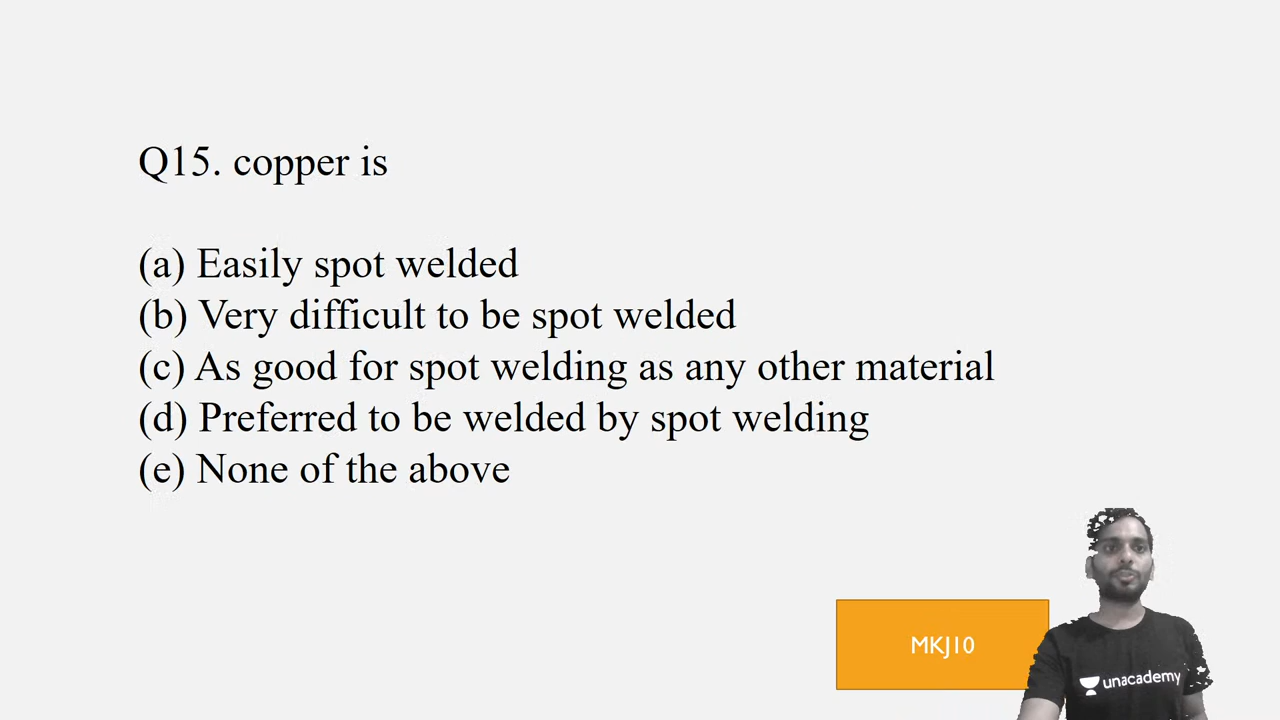 Q15. copper is
(a) Easily spot welded
(b) Very difficult to be spot welded
(c) As good for spot welding as any other material
(d) Preferred to be welded by spot welding
(e) None of the above
MKJ10
unacademy